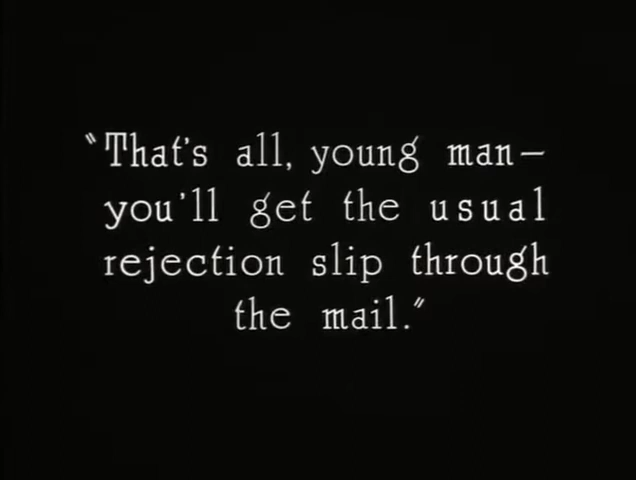 "That's all, young man—
you'll get the usual
rejection slip through
the mail."